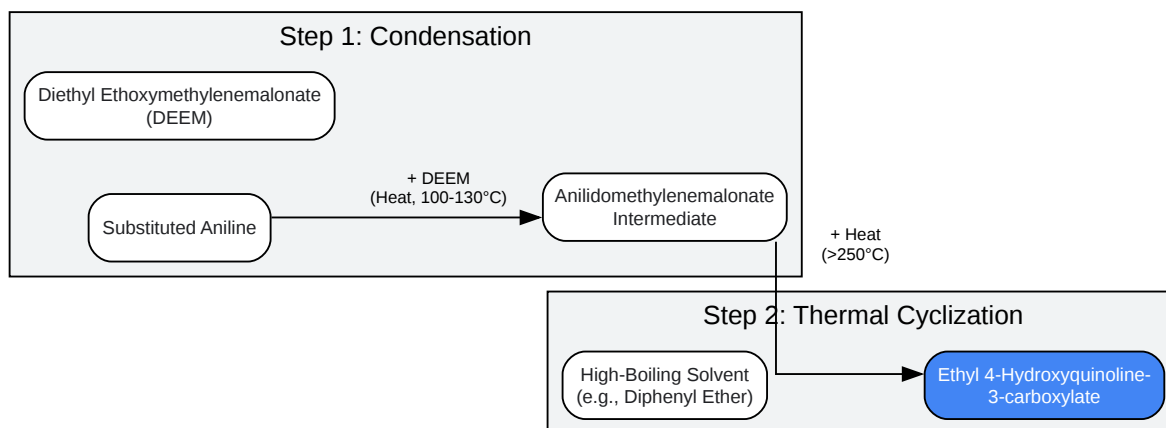 Step 1: Condensation
Diethyl Ethoxymethylenemalonate
(DEEM)
+ DEEM
(Heat, 100-130°C)
Substituted Aniline
Anilidomethylenemalonate
Intermediate
+ Heat
(>250°C)
Step 2: Thermal Cyclization
High-Boiling Solvent
(e.g., Diphenyl Ether)
Ethyl 4-Hydroxyquinoline-
3-carboxylate